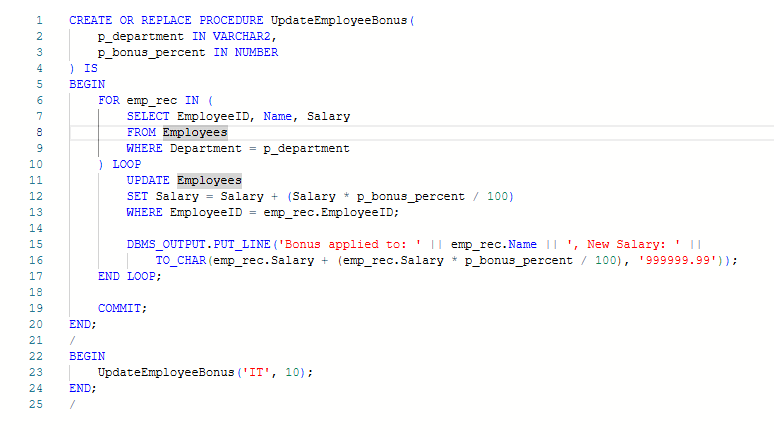 1 CREATE OR REPLACE PROCEDURE UpdateEmployeeBonus(
2     p_department IN VARCHAR2,
3     p_bonus_percent IN NUMBER
4 ) IS
5 BEGIN
6     FOR emp_rec IN (
7         SELECT EmployeeID, Name, Salary
8         FROM Employees
9         WHERE Department = p_department
10     ) LOOP
11         UPDATE Employees
12         SET Salary = Salary + (Salary * p_bonus_percent / 100)
13         WHERE EmployeeID = emp_rec.EmployeeID;
14
15         DBMS_OUTPUT.PUT_LINE('Bonus applied to: ' || emp_rec.Name || ', New Salary: ' ||
16             TO_CHAR(emp_rec.Salary + (emp_rec.Salary * p_bonus_percent / 100), '999999.99'));
17     END LOOP;
18
19     COMMIT;
20 END;
21 /
22 BEGIN
23     UpdateEmployeeBonus('IT', 10);
24 END;
25 /